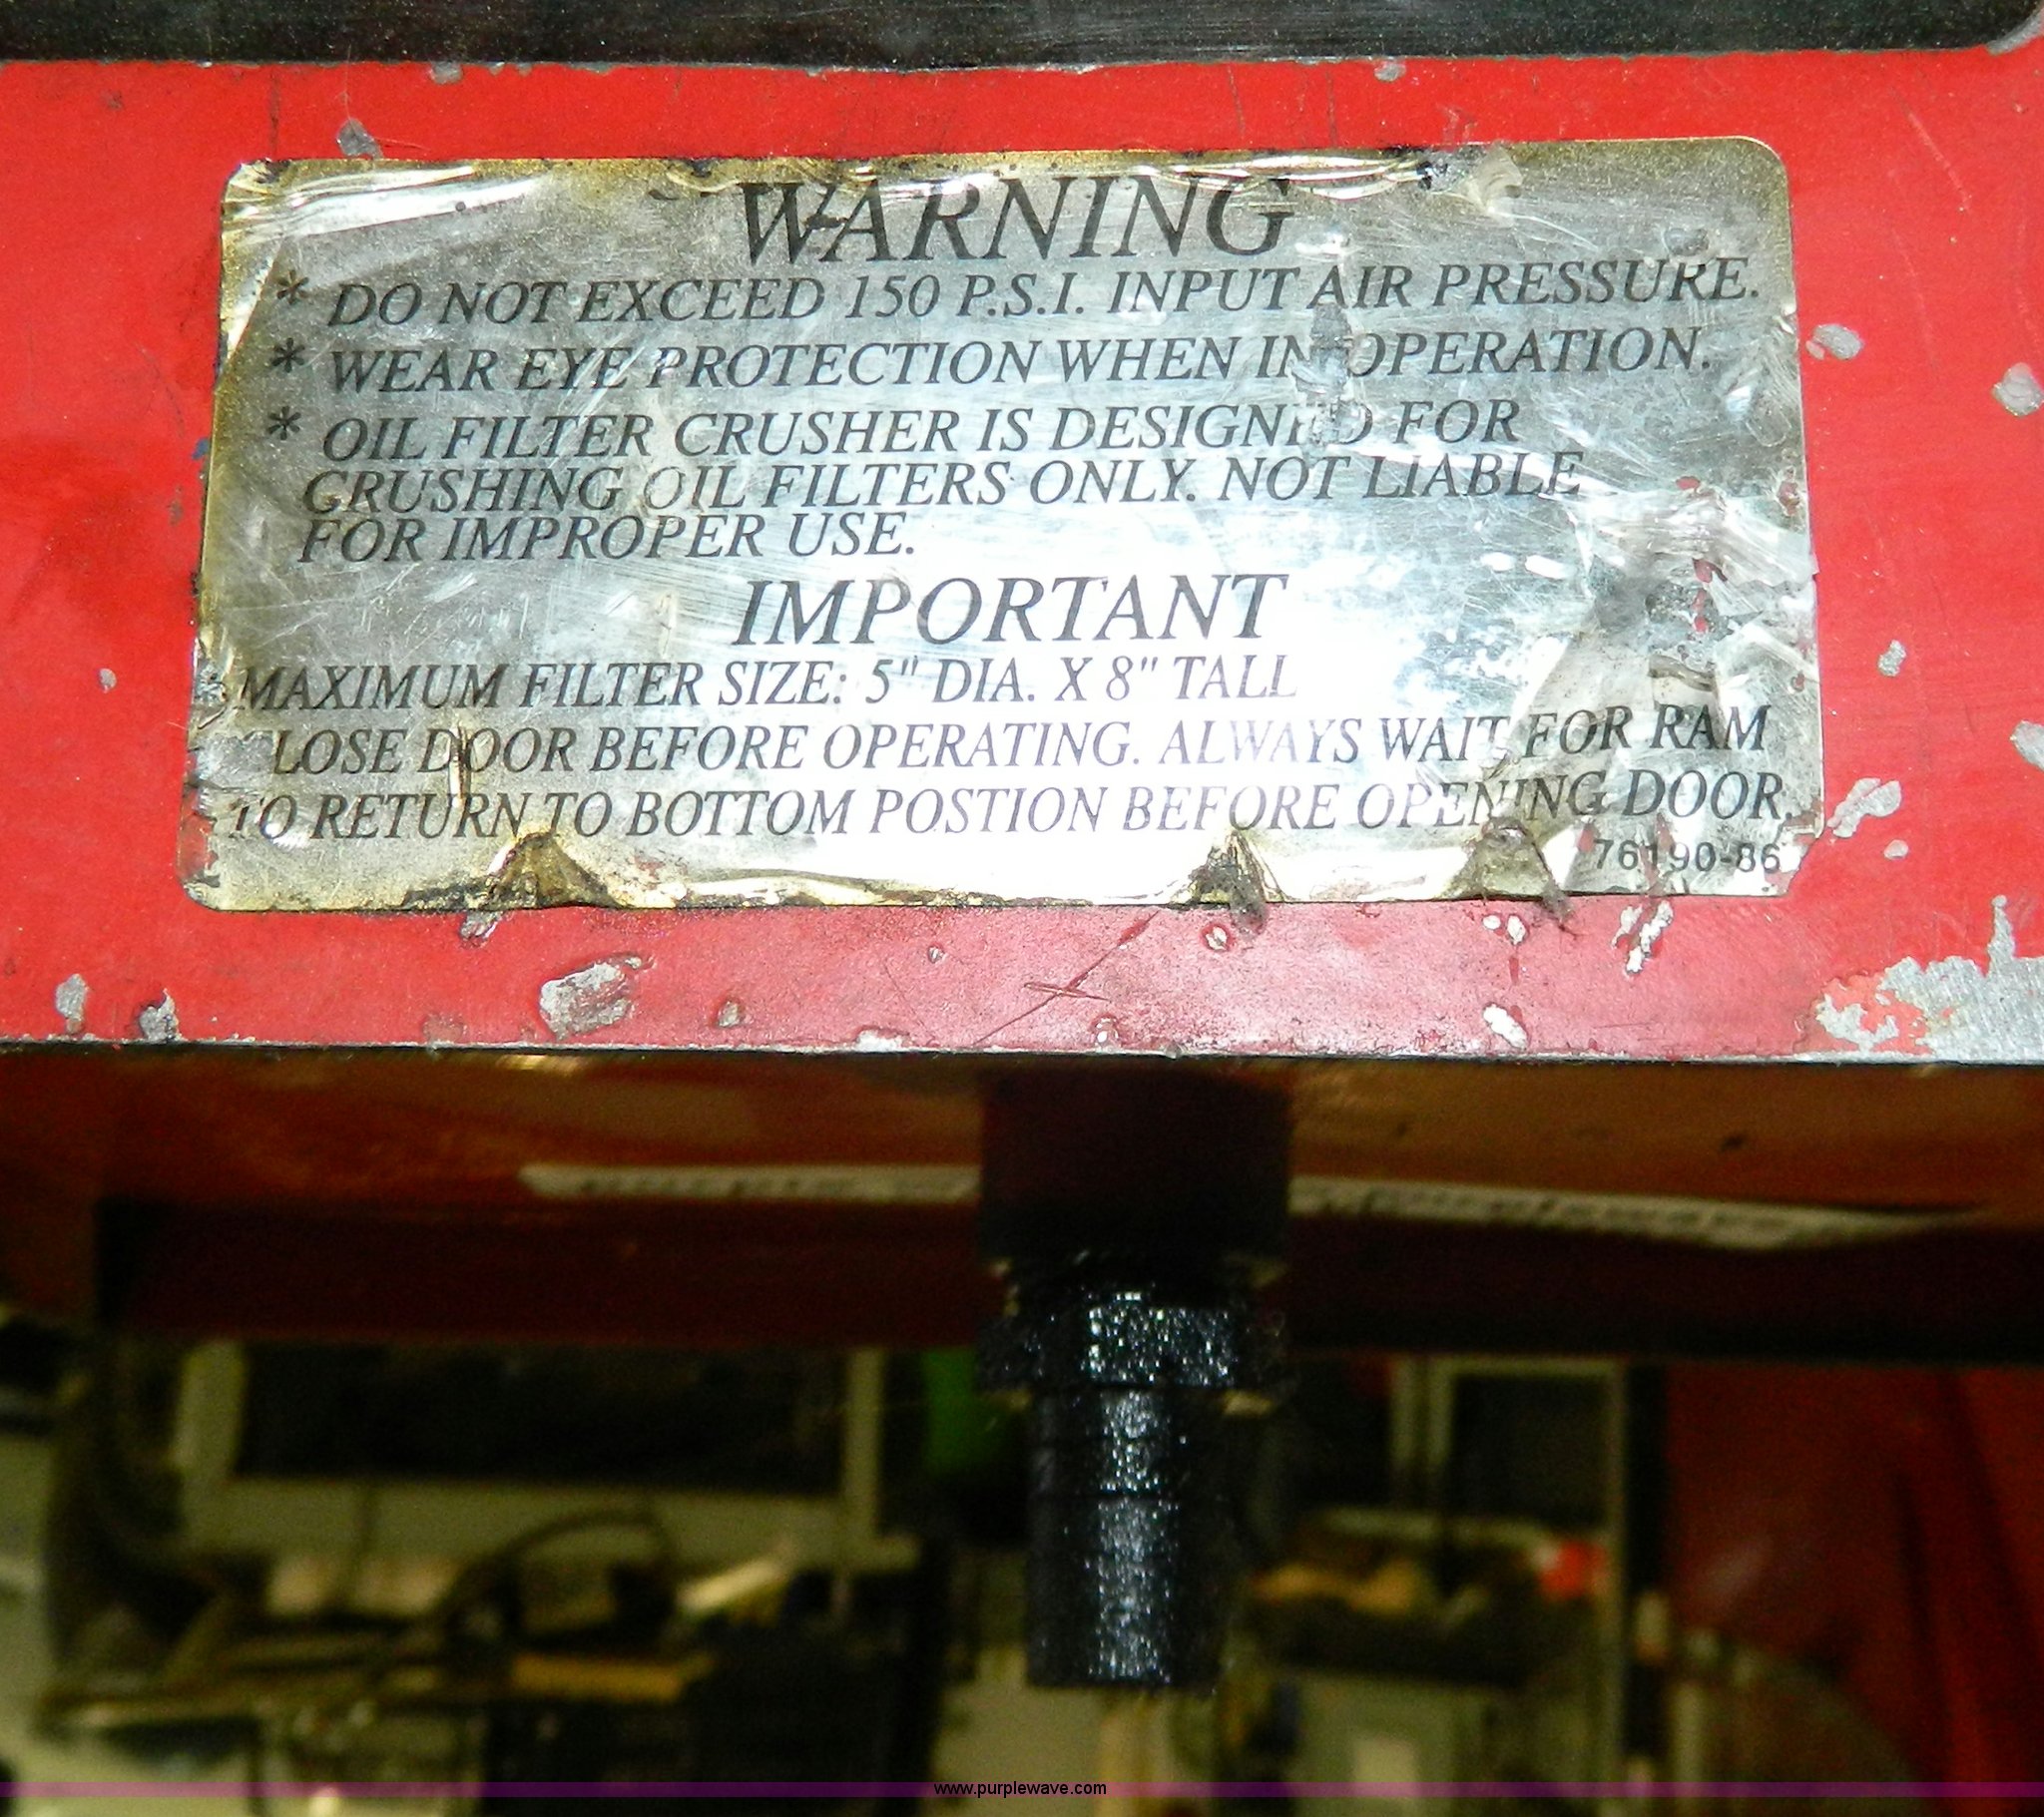 WARNING
* DO NOT EXCEED 150 P.S.I. INPUT AIR PRESSURE.
* WEAR EYE PROTECTION WHEN IN OPERATION.
* OIL FILTER CRUSHER IS DESIGNED FOR
CRUSHING OIL FILTERS ONLY. NOT LIABLE
FOR IMPROPER USE.
IMPORTANT
* MAXIMUM FILTER SIZE: 5" DIA. X 8" TALL
CLOSE DOOR BEFORE OPERATING. ALWAYS WAIT FOR RAM
TO RETURN TO BOTTOM POSTION BEFORE OPENING DOOR.
76190-86
www.purplewave.com